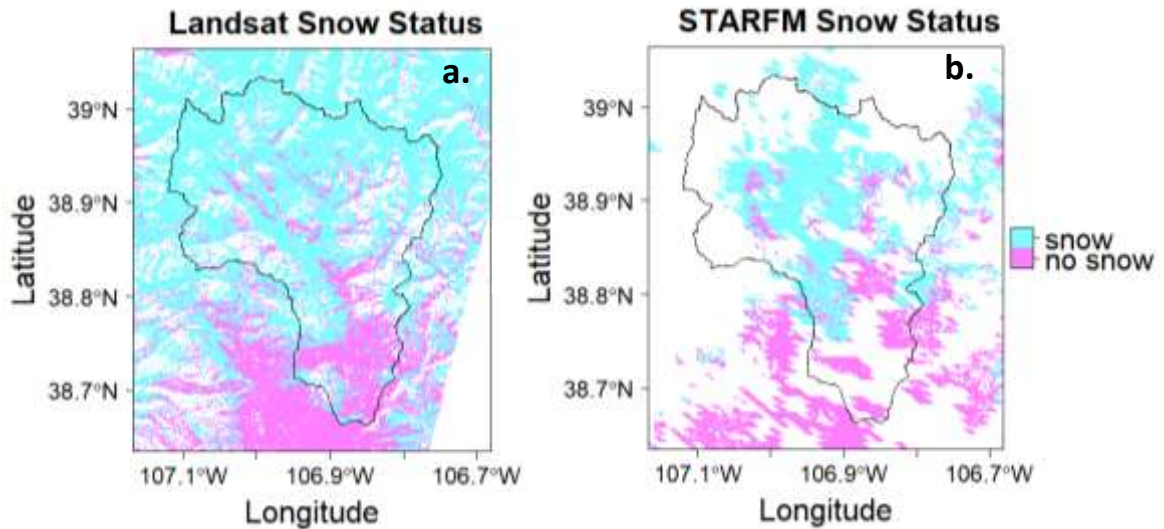 Landsat Snow Status
a.
39°N
38.9°N
38.8°N
38.7°N
Latitude
107.1°W 106.9°W 106.7°W
Longitude
STARFM Snow Status
b.
39°N
38.9°N
38.8°N
38.7°N
Latitude
107.1°W 106.9°W 106.7°W
Longitude
snow
no snow